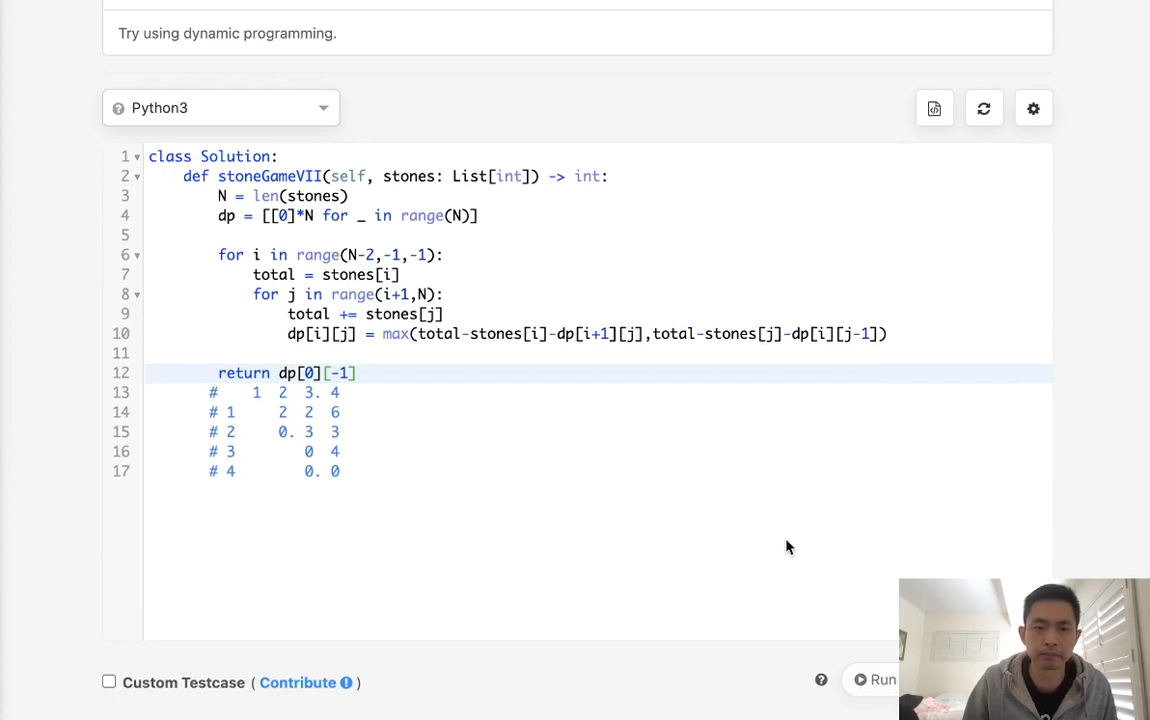 Try using dynamic programming.
Python3
1 class Solution:
2 def stoneGameVII(self, stones: List[int]) -> int:
3 N = len(stones)
4 dp = [[0]*N for _ in range(N)]
5
6 for i in range(N-2,-1,-1):
7 total = stones[i]
8 for j in range(i+1,N):
9 total += stones[j]
10 dp[i][j] = max(total-stones[i]-dp[i+1][j],total-stones[j]-dp[i][j-1])
11
12 return dp[0][-1]
13 # 1 2 3. 4
14 # 1 2 2 6
15 # 2 0. 3 3
16 # 3 0 4
17 # 4 0. 0
Custom Testcase ( Contribute )
Run